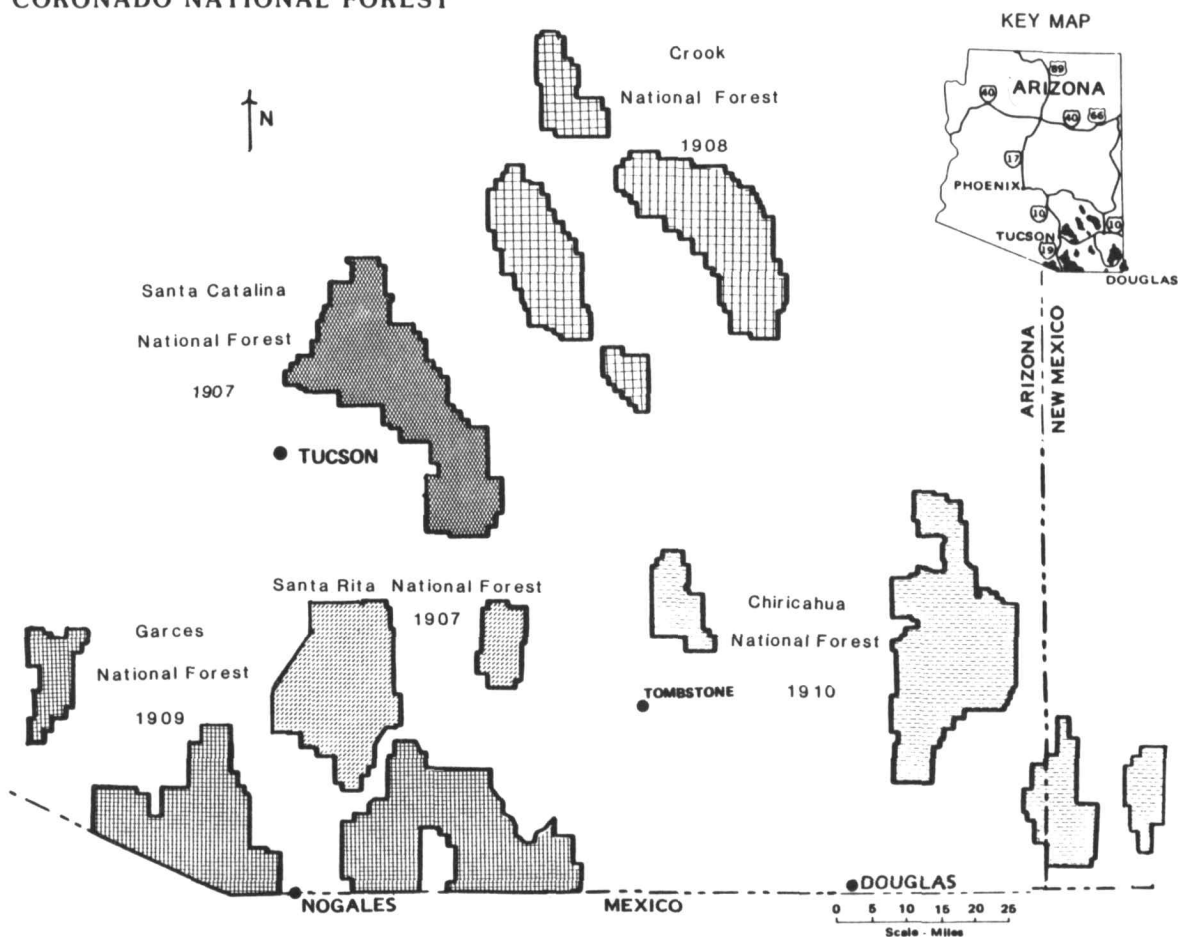 CORONADO NATIONAL FOREST
KEY MAP
89
ARIZONA
40
40
66
17
PHOENIX
10
TUCSON
10
19
DOUGLAS
N
Crook
National Forest
1908
Santa Catalina
National Forest
1907
TUCSON
ARIZONA
NEW MEXICO
Santa Rita National Forest
1907
Garces
National Forest
1909
Chiricahua
National Forest
1910
TOMBSTONE
NOGALES
MEXICO
DOUGLAS
0 5 10 15 20 25
Scale - Miles